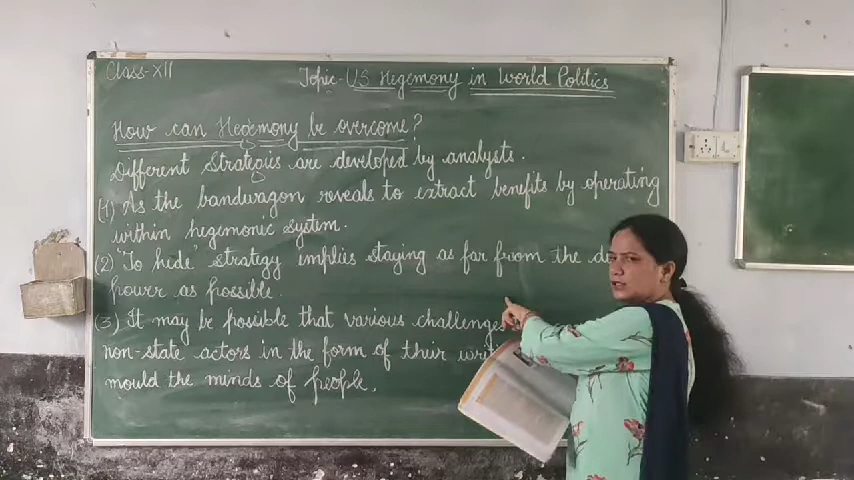 Class-XII
Topic-US Hegemony in World Politics
How can Hegemony be overcome?
Different Strategies are developed by analysts.
(1) As the bandwagon reveals to extract benefits by operating
within hegemonic system.
(2) "To hide" strategy implies staying as far from the
power as possible.
(3) It may be possible that various challenges
non-state actors in the form of their
mould the minds of people.